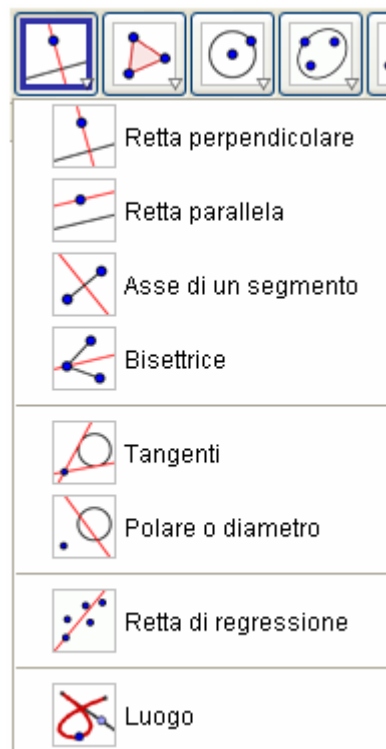 Retta perpendicolare
Retta parallela
Asse di un segmento
Bisettrice
Tangenti
Polare o diametro
Retta di regressione
Luogo